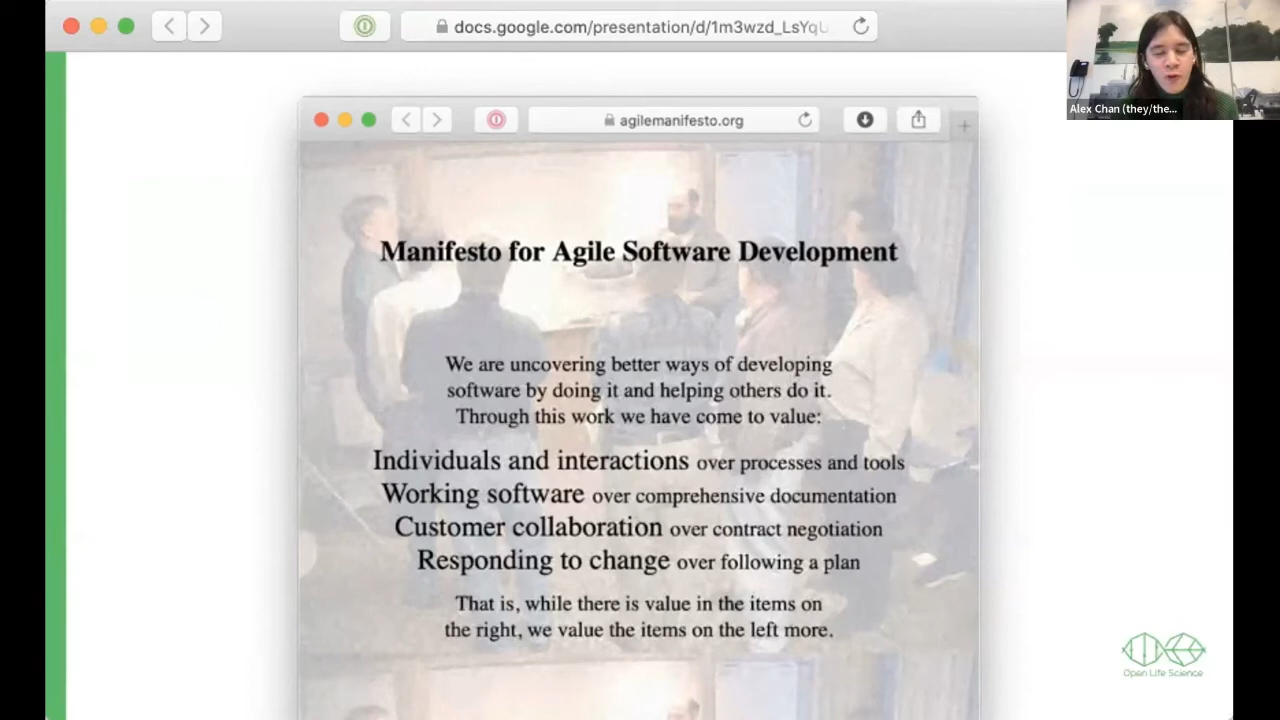 docs.google.com/presentation/d/1m3wzd_LsYqU
Alex Chan (they/the...
agilemanifesto.org
Manifesto for Agile Software Development
We are uncovering better ways of developing
software by doing it and helping others do it.
Through this work we have come to value:
Individuals and interactions over processes and tools
Working software over comprehensive documentation
Customer collaboration over contract negotiation
Responding to change over following a plan
That is, while there is value in the items on
the right, we value the items on the left more.
Open Life Science